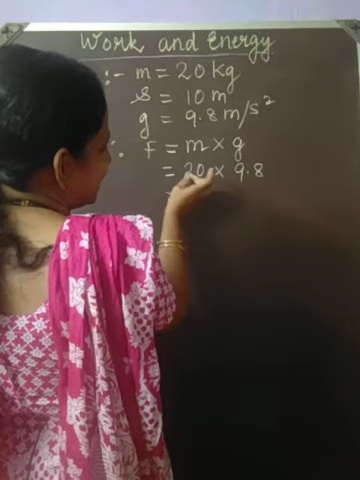 Work and Energy
:- m = 20 kg
s = 10 m
g = 9.8 m/s²
∴ F = m × g
= 20 × 9.8